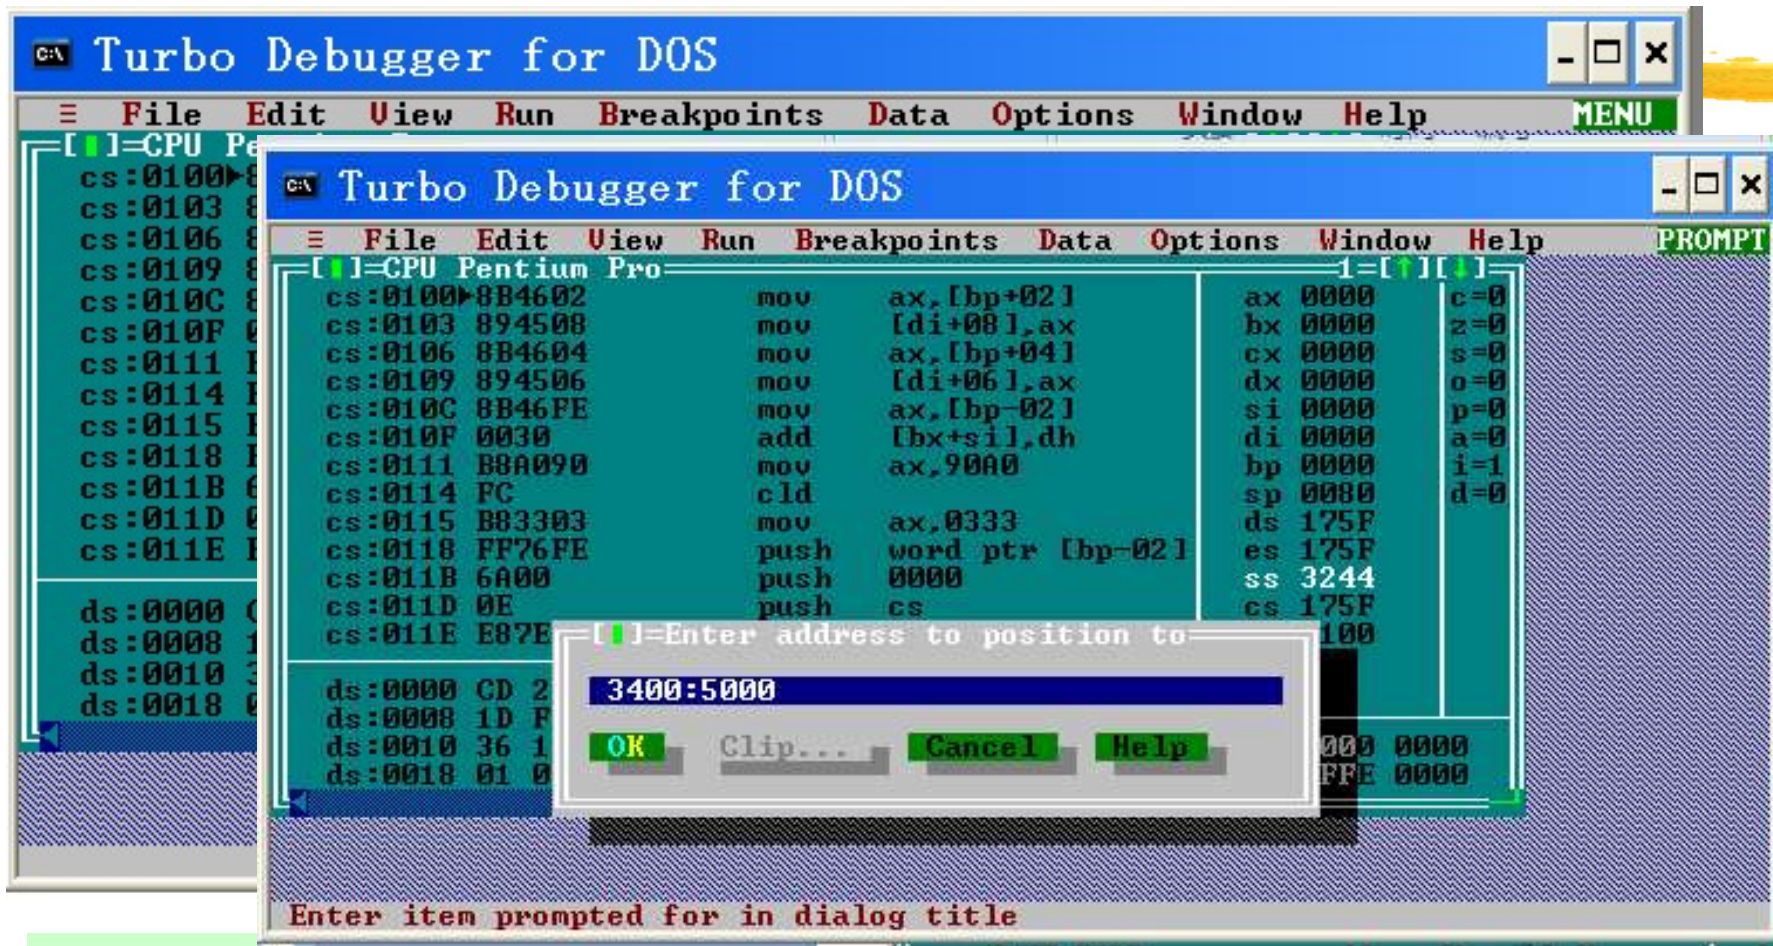 Turbo Debugger for DOS
≡ File Edit View Run Breakpoints Data Options Window Help MENU
[▮]=CPU
cs:0100►
cs:0103
cs:0106
cs:0109
cs:010C
cs:010F
cs:0111
cs:0114
cs:0115
cs:0118
cs:011B
cs:011D
cs:011E
ds:0000
ds:0008
ds:0010
ds:0018
Turbo Debugger for DOS
≡ File Edit View Run Breakpoints Data Options Window Help PROMPT
[▮]=CPU Pentium Pro 1=[↑][↓]
cs:0100►8B4602 mov ax,[bp+02] ax 0000 c=0
cs:0103 894508 mov [di+08],ax bx 0000 z=0
cs:0106 8B4604 mov ax,[bp+04] cx 0000 s=0
cs:0109 894506 mov [di+06],ax dx 0000 o=0
cs:010C 8B46FE mov ax,[bp-02] si 0000 p=0
cs:010F 0030 add [bx+si],dh di 0000 a=0
cs:0111 B8A090 mov ax,90A0 bp 0000 i=1
cs:0114 FC cld sp 0080 d=0
cs:0115 B83303 mov ax,0333 ds 175F
cs:0118 FF76FE push word ptr [bp-02] es 175F
cs:011B 6A00 push 0000 ss 3244
cs:011D 0E push cs cs 175F
cs:011E E87E 100
[▮]=Enter address to position to
3400:5000
OK Clip... Cancel Help
ds:0000 CD 2
ds:0008 1D F
ds:0010 36 1 000 0000
ds:0018 01 0 FFE 0000
Enter item prompted for in dialog title